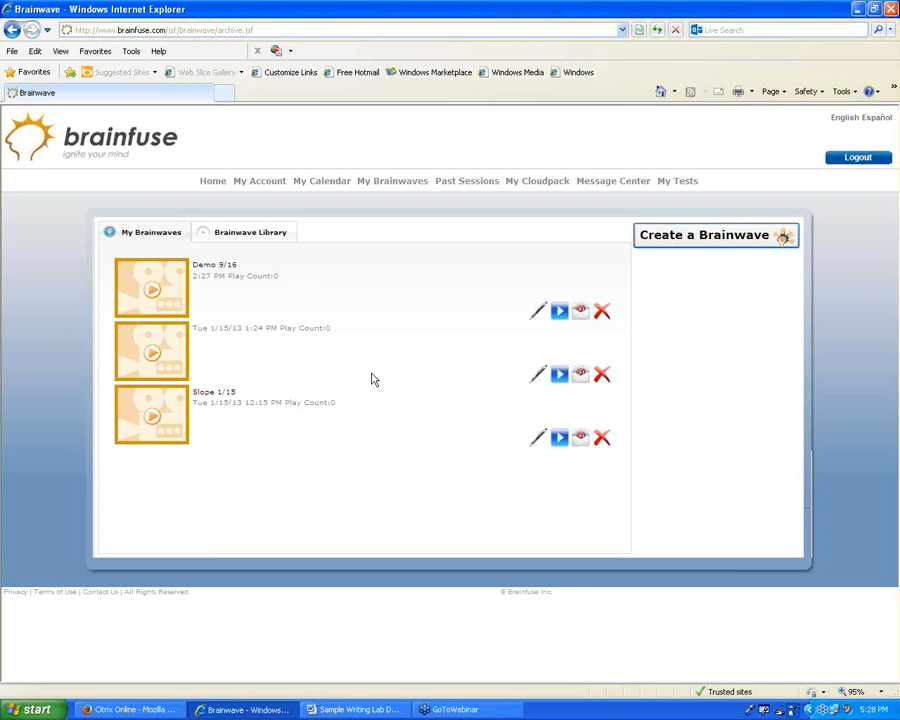 Brainwave - Windows Internet Explorer
http://www.brainfuse.com/jsf/brainwave/archive.jsf
Live Search
File Edit View Favorites Tools Help
Favorites Suggested Sites Web Slice Gallery Customize Links Free Hotmail Windows Marketplace Windows Media Windows
Brainwave
Page Safety Tools
English Español
brainfuse
ignite your mind
Logout
Home My Account My Calendar My Brainwaves Past Sessions My Cloudpack Message Center My Tests
My Brainwaves Brainwave Library
Create a Brainwave
Demo 9/16
2:27 PM Play Count:0
Tue 1/15/13 1:24 PM Play Count:0
Slope 1/15
Tue 1/15/13 12:15 PM Play Count:0
Privacy | Terms of Use | Contact Us | All Rights Reserved
© Brainfuse Inc.
Trusted sites
95%
start
Citrix Online - Mozilla ...
Brainwave - Windows...
Sample Writing Lab D...
GoToWebinar
5:28 PM